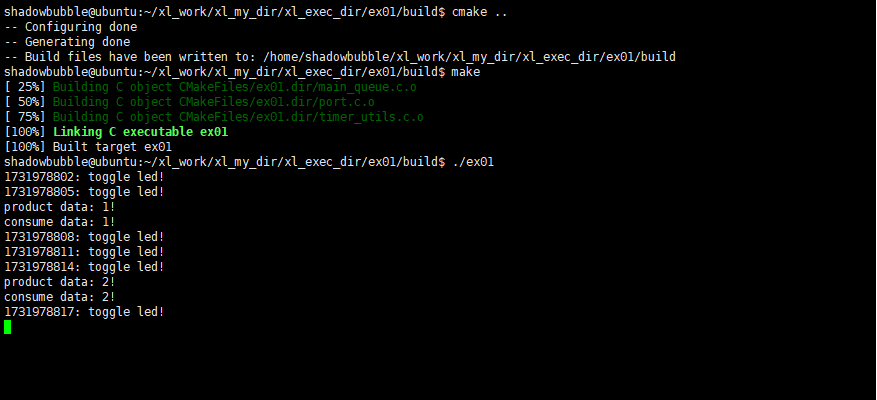 shadowbubble@ubuntu:~/xl_work/xl_my_dir/xl_exec_dir/ex01/build$ cmake ..
-- Configuring done
-- Generating done
-- Build files have been written to: /home/shadowbubble/xl_work/xl_my_dir/xl_exec_dir/ex01/build
shadowbubble@ubuntu:~/xl_work/xl_my_dir/xl_exec_dir/ex01/build$ make
[ 25%] Building C object CMakeFiles/ex01.dir/main_queue.c.o
[ 50%] Building C object CMakeFiles/ex01.dir/port.c.o
[ 75%] Building C object CMakeFiles/ex01.dir/timer_utils.c.o
[100%] Linking C executable ex01
[100%] Built target ex01
shadowbubble@ubuntu:~/xl_work/xl_my_dir/xl_exec_dir/ex01/build$ ./ex01
1731978802: toggle led!
1731978805: toggle led!
product data: 1!
consume data: 1!
1731978808: toggle led!
1731978811: toggle led!
1731978814: toggle led!
product data: 2!
consume data: 2!
1731978817: toggle led!